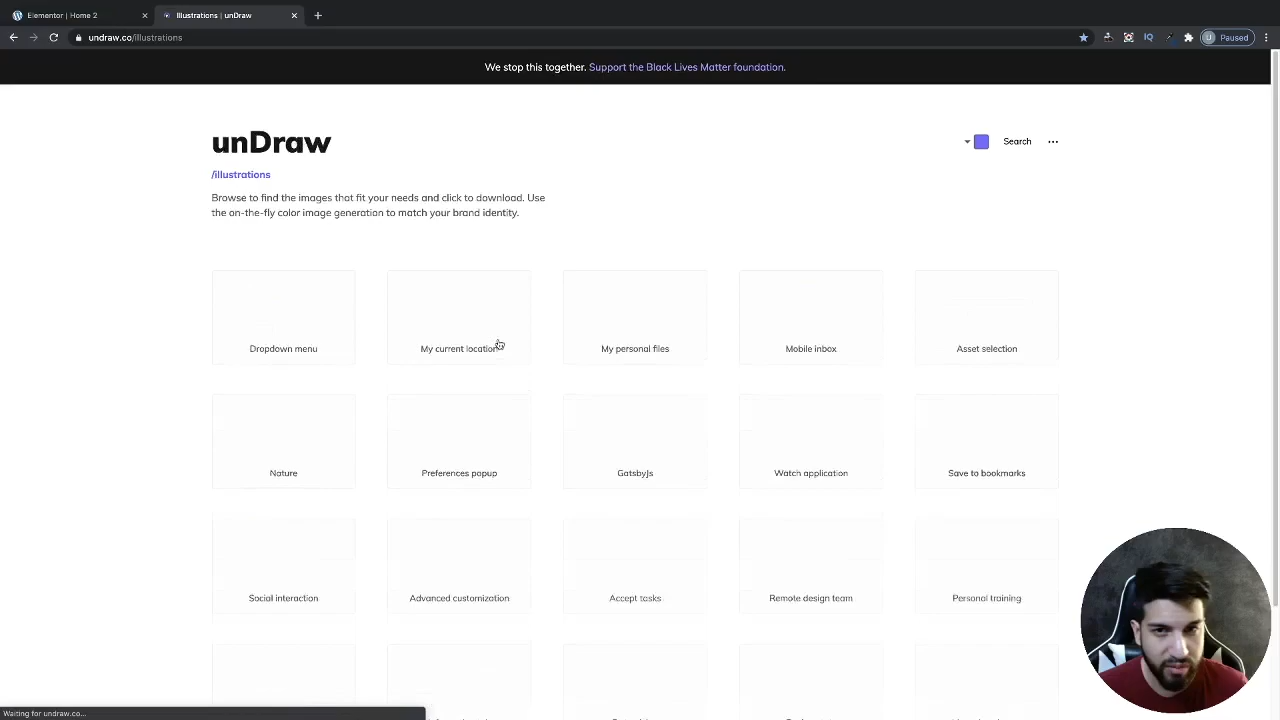 Elementor | Home 2
Illustrations | unDraw
undraw.co/illustrations
IQ
Paused
We stop this together. Support the Black Lives Matter foundation.
unDraw
Search
/illustrations
Browse to find the images that fit your needs and click to download. Use
the on-the-fly color image generation to match your brand identity.
Dropdown menu
My current location
My personal files
Mobile inbox
Asset selection
Nature
Preferences popup
GatsbyJs
Watch application
Save to bookmarks
Social interaction
Advanced customization
Accept tasks
Remote design team
Personal training
Waiting for undraw.co...